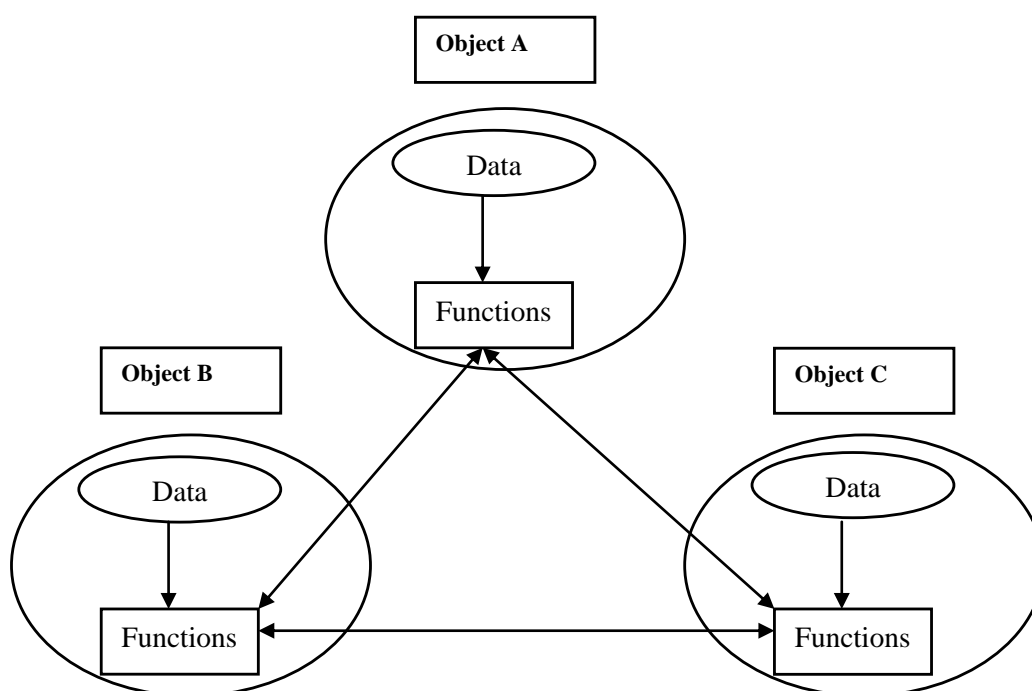 Object A
Data
Functions
Object B
Object C
Data
Data
Functions
Functions